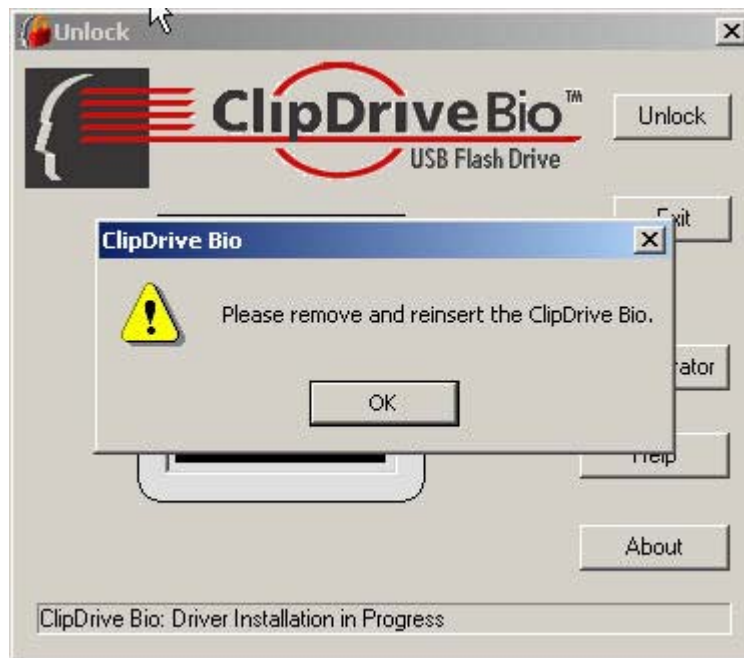 Unlock
ClipDrive Bio™
USB Flash Drive
Unlock
ClipDrive Bio
Please remove and reinsert the ClipDrive Bio.
OK
About
ClipDrive Bio: Driver Installation in Progress